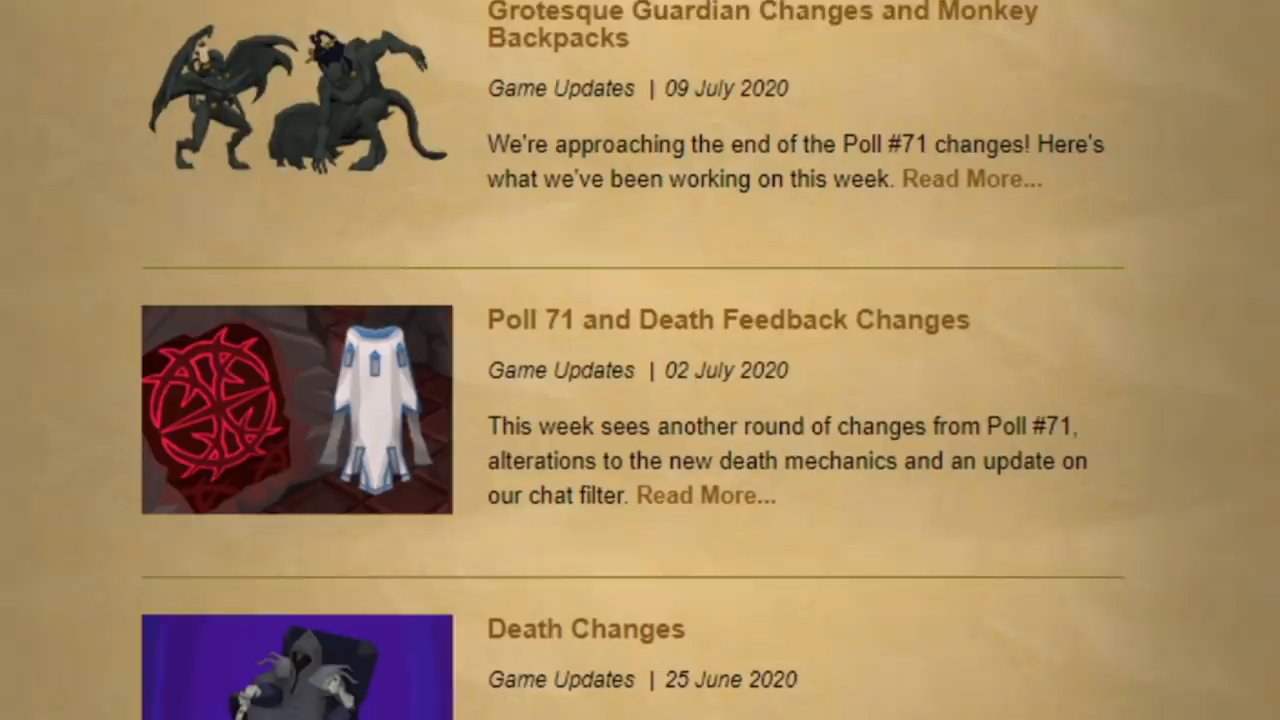 Grotesque Guardian Changes and Monkey
Backpacks
Game Updates | 09 July 2020
We're approaching the end of the Poll #71 changes! Here's
what we've been working on this week. Read More...
Poll 71 and Death Feedback Changes
Game Updates | 02 July 2020
This week sees another round of changes from Poll #71,
alterations to the new death mechanics and an update on
our chat filter. Read More...
Death Changes
Game Updates | 25 June 2020